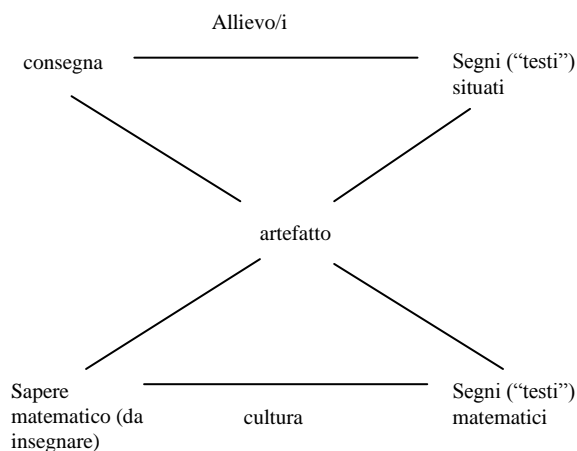 Allievo/i
consegna
Segni (“testi”)
situati
artefatto
Sapere
matematico (da
insegnare)
cultura
Segni (“testi”)
matematici